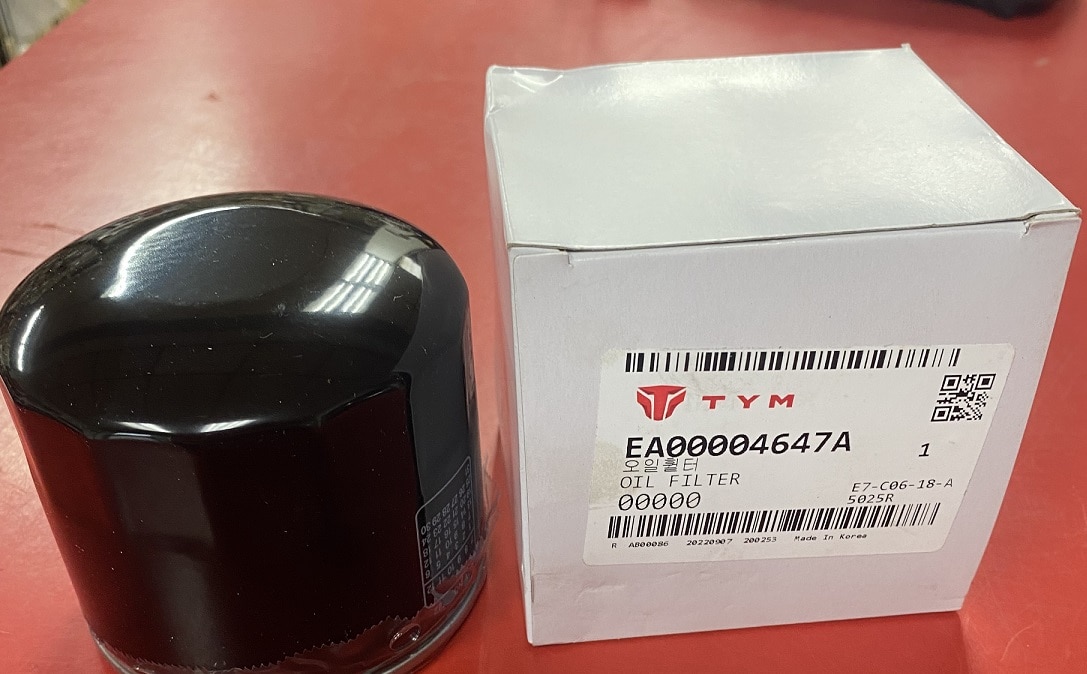 TYM
EA00004647A 1
오일휠터
OIL FILTER
E7-C06-18-A
00000
5025R
R AB00086 20220907 200253 Made In Korea